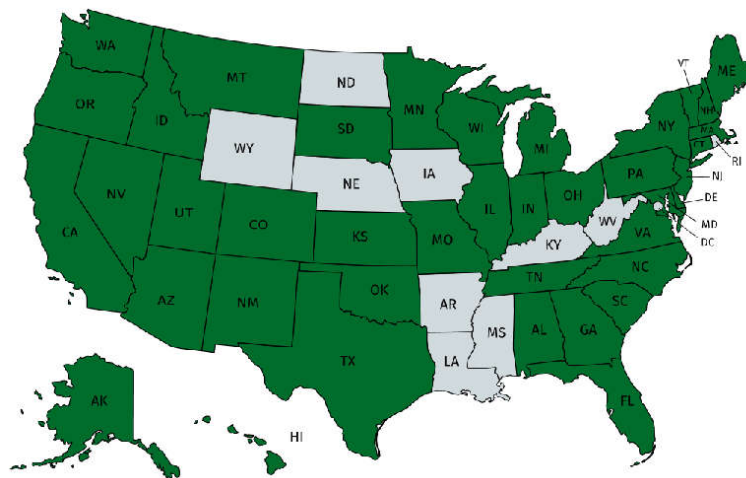 WA
MT
ND
MN
ME
VT
NH
OR
ID
SD
WI
MI
NY
MA
CT
RI
WY
IA
PA
NJ
NE
NV
UT
CO
IL
IN
OH
DE
WV
MD
CA
KS
MO
KY
VA
DC
AZ
NM
OK
TN
NC
AR
SC
MS
AL
GA
TX
LA
FL
AK
HI